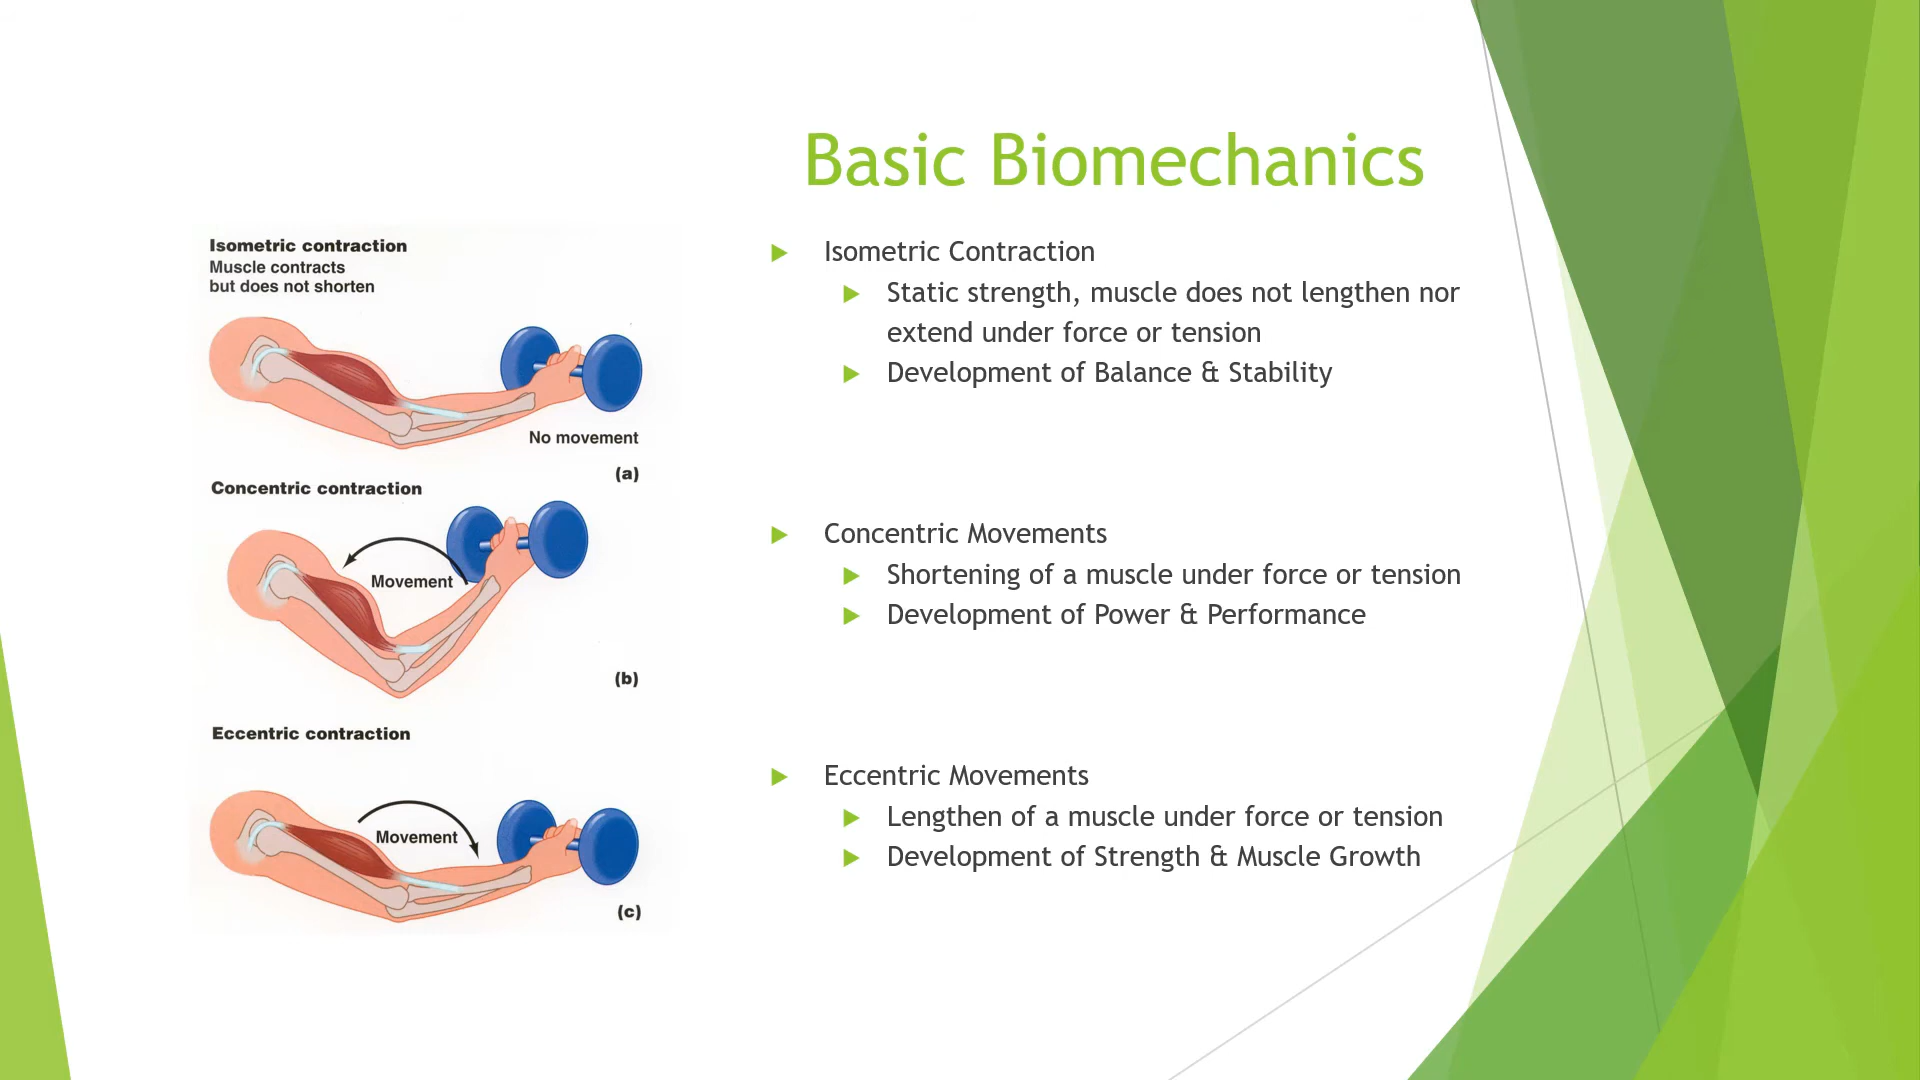 Basic Biomechanics
Isometric contraction
Muscle contracts
but does not shorten
No movement
(a)
Concentric contraction
Movement
(b)
Eccentric contraction
Movement
(c)
Isometric Contraction
Static strength, muscle does not lengthen nor
extend under force or tension
Development of Balance & Stability
Concentric Movements
Shortening of a muscle under force or tension
Development of Power & Performance
Eccentric Movements
Lengthen of a muscle under force or tension
Development of Strength & Muscle Growth